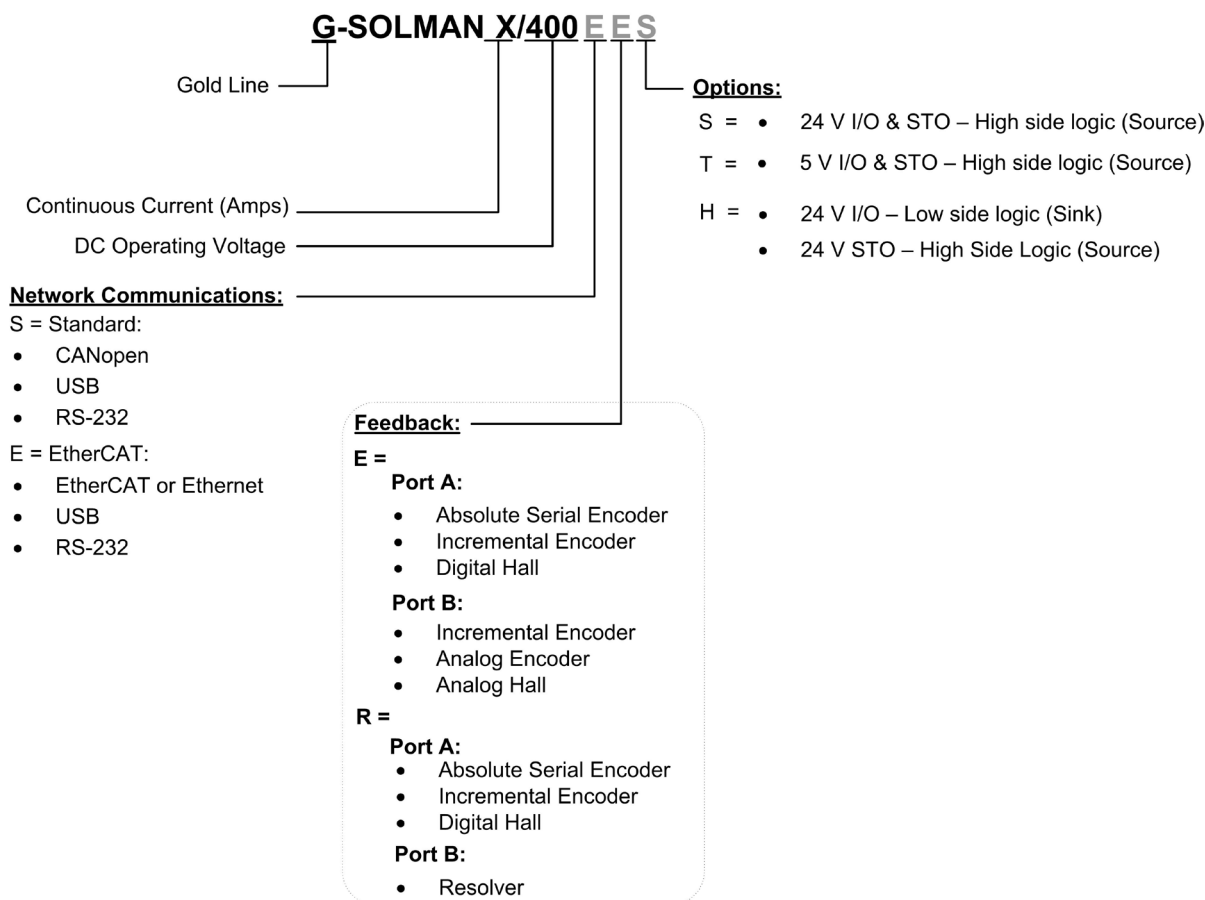 G-SOLMAN X/400 E E S
Gold Line
Continuous Current (Amps)
DC Operating Voltage
Network Communications:
S = Standard:
• CANopen
• USB
• RS-232
E = EtherCAT:
• EtherCAT or Ethernet
• USB
• RS-232
Feedback:
E =
Port A:
• Absolute Serial Encoder
• Incremental Encoder
• Digital Hall
Port B:
• Incremental Encoder
• Analog Encoder
• Analog Hall
R =
Port A:
• Absolute Serial Encoder
• Incremental Encoder
• Digital Hall
Port B:
• Resolver
Options:
S = • 24 V I/O & STO – High side logic (Source)
T = • 5 V I/O & STO – High side logic (Source)
H = • 24 V I/O – Low side logic (Sink)
• 24 V STO – High Side Logic (Source)